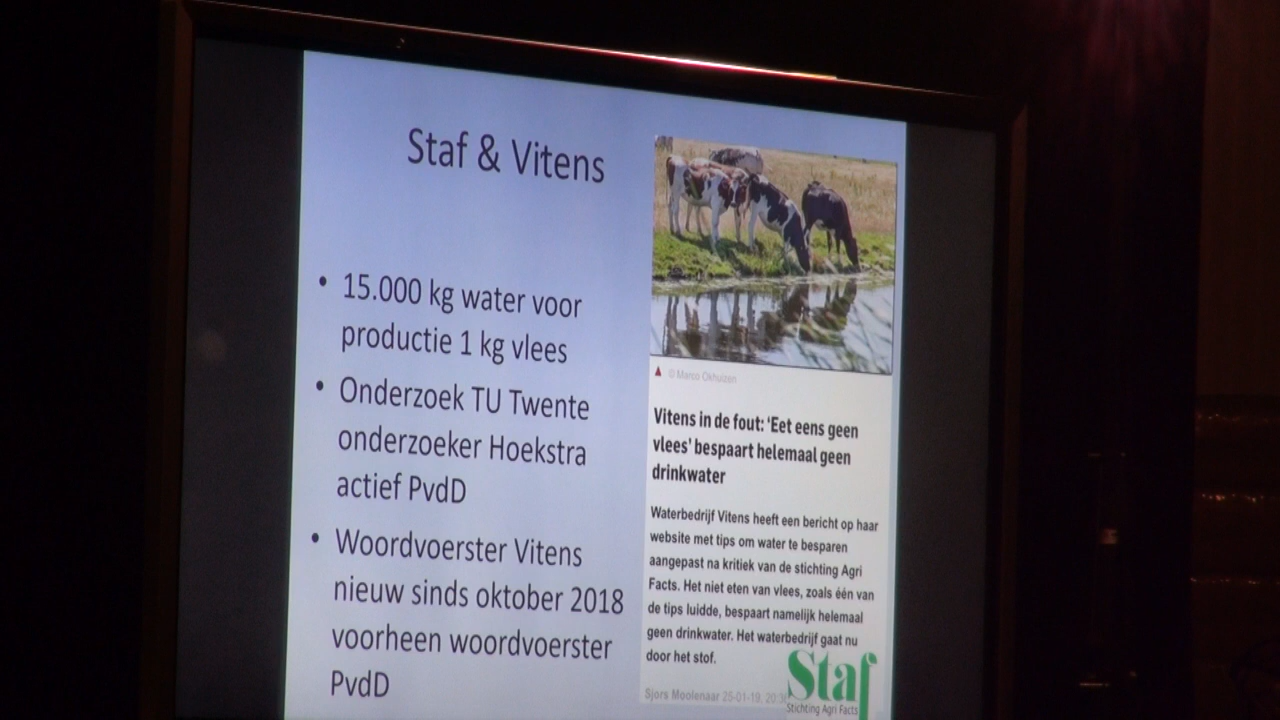 Staf & Vitens
• 15.000 kg water voor
productie 1 kg vlees
• Onderzoek TU Twente
onderzoeker Hoekstra
actief PvdD
• Woordvoerster Vitens
nieuw sinds oktober 2018
voorheen woordvoerster
PvdD
© Marco Okhuizen
Vitens in de fout: ‘Eet eens geen
vlees’ bespaart helemaal geen
drinkwater
Waterbedrijf Vitens heeft een bericht op haar
website met tips om water te besparen
aangepast na kritiek van de stichting Agri
Facts. Het niet eten van vlees, zoals één van
de tips luidde, bespaart namelijk helemaal
geen drinkwater. Het waterbedrijf gaat nu
door het stof.
Sjors Moolenaar 25-01-19,
Staf
Stichting Agri Facts